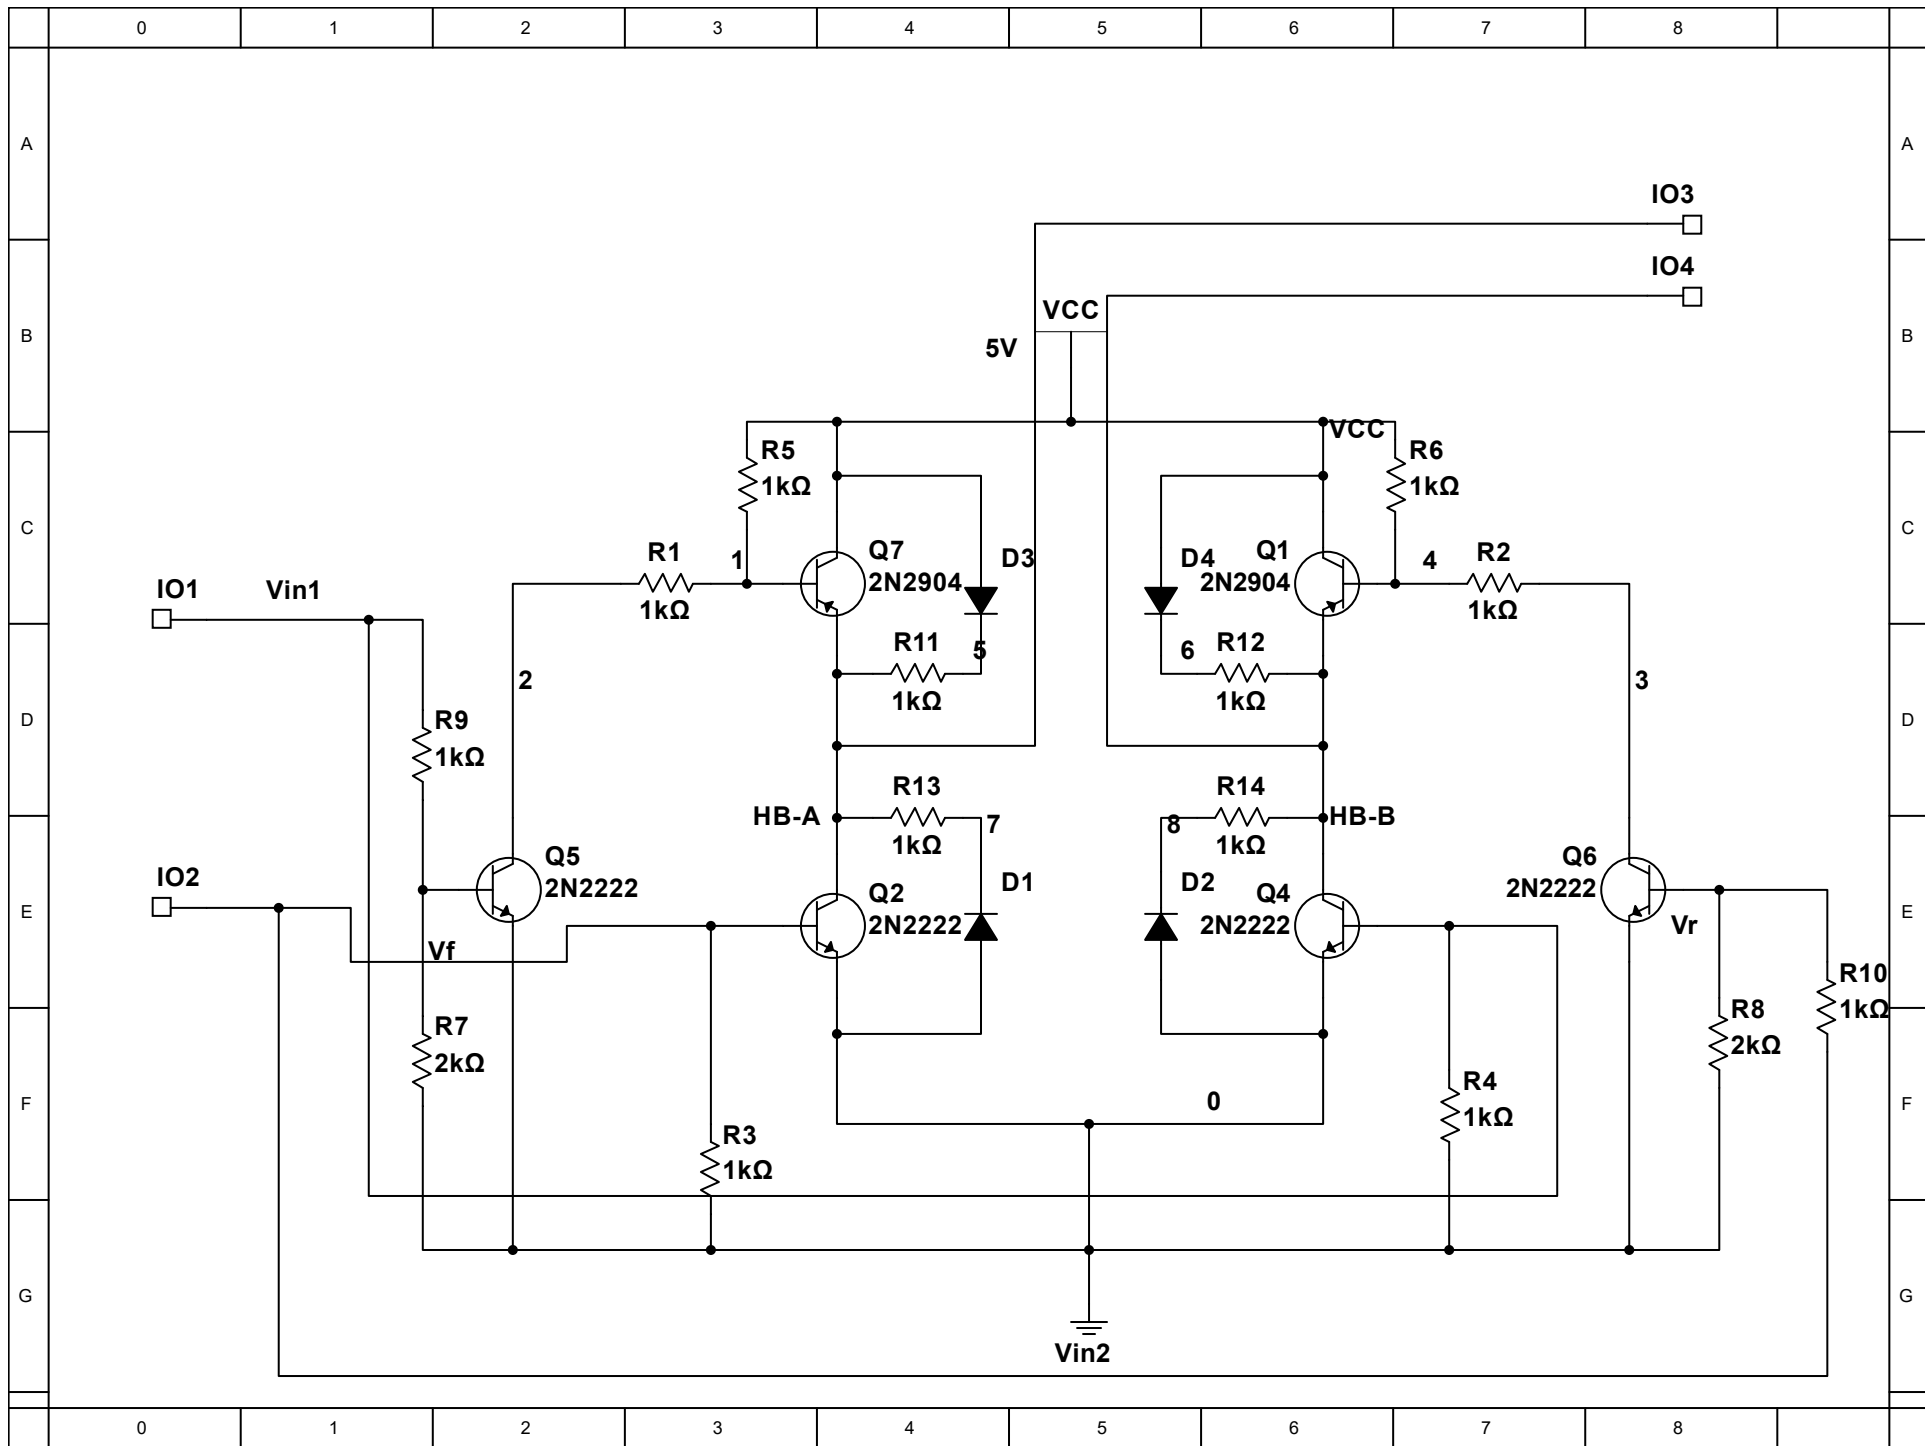 0 1 2 3 4 5 6 7 8
A A
IO3
IO4
VCC
B 5V B
VCC
R5 R6
1kΩ 1kΩ
C C
R1 1 Q7 D3 D4 Q1 4 R2
2N2904 2N2904
IO1 Vin1
1kΩ 1kΩ
R11 5 6 R12
2 3
1kΩ 1kΩ
D R9 D
1kΩ
R13 R14
HB-A 7 8 HB-B
1kΩ 1kΩ
Q5 Q6
IO2 2N2222 D1 D2 2N2222
Q2 Q4
E 2N2222 2N2222 E
Vf Vr
R10
1kΩ
R7 R8
2kΩ 2kΩ
R4
F 0 F
1kΩ
R3
1kΩ
G G
Vin2
0 1 2 3 4 5 6 7 8